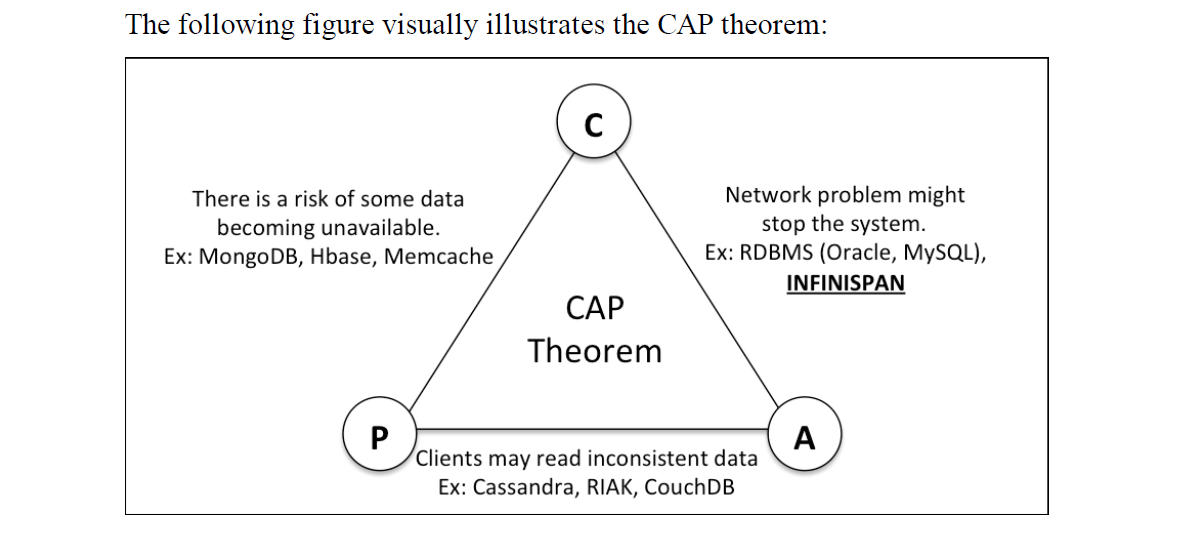 The following figure visually illustrates the CAP theorem:
C
There is a risk of some data
becoming unavailable.
Ex: MongoDB, Hbase, Memcache
Network problem might
stop the system.
Ex: RDBMS (Oracle, MySQL),
INFINISPAN
CAP
Theorem
P
A
Clients may read inconsistent data
Ex: Cassandra, RIAK, CouchDB